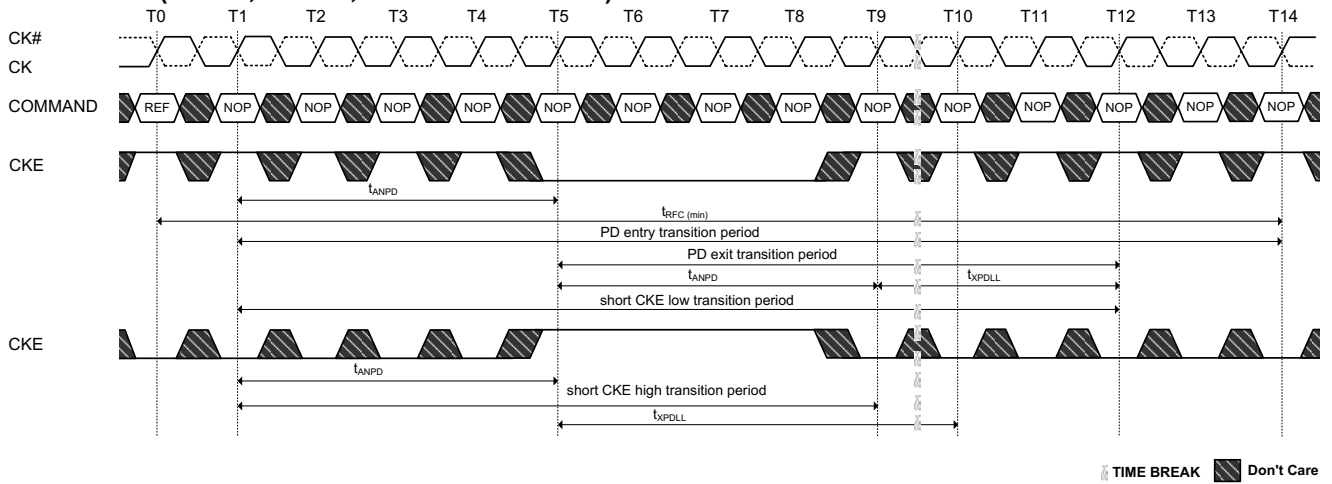 T0 T1 T2 T3 T4 T5 T6 T7 T8 T9 T10 T11 T12 T13 T14
CK#
CK
COMMAND REF NOP NOP NOP NOP NOP NOP NOP NOP NOP NOP NOP NOP NOP NOP
CKE
tANPD
tRFC (min)
PD entry transition period
PD exit transition period
tANPD tXPDLL
short CKE low transition period
CKE
tANPD
short CKE high transition period
tXPDLL
TIME BREAK Don't Care